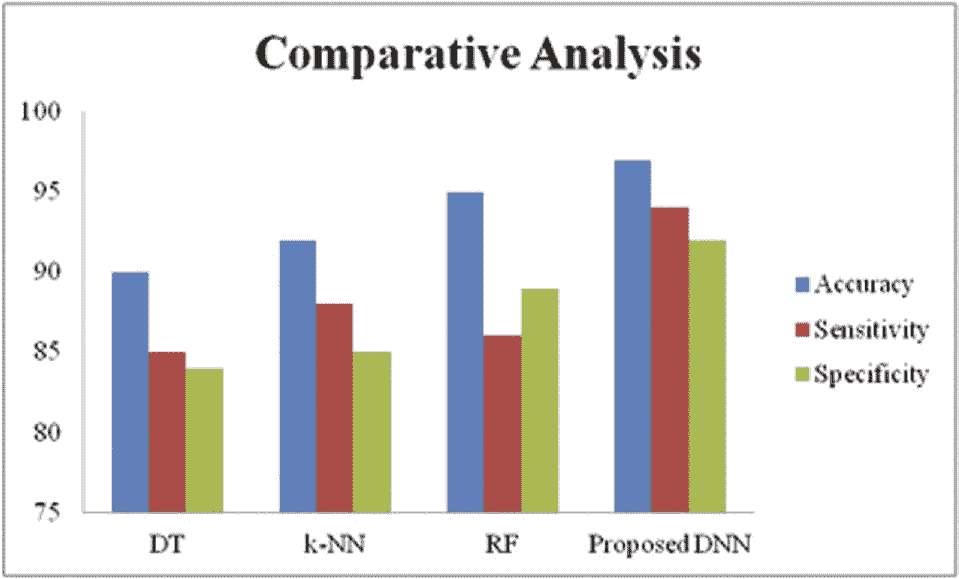 Comparative Analysis
100
95
90
85
80
75
DT k-NN RF Proposed DNN
Accuracy
Sensitivity
Specificity